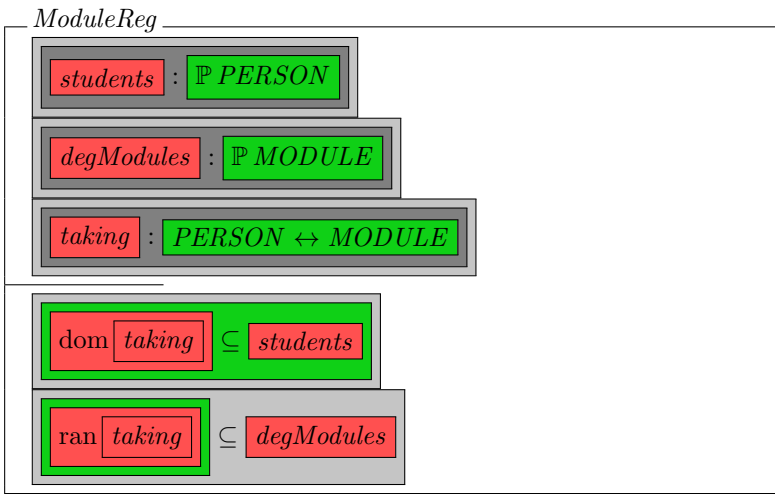 ModuleReg
students : ℙ PERSON
degModules : ℙ MODULE
taking : PERSON ↔ MODULE
dom taking ⊆ students
ran taking ⊆ degModules